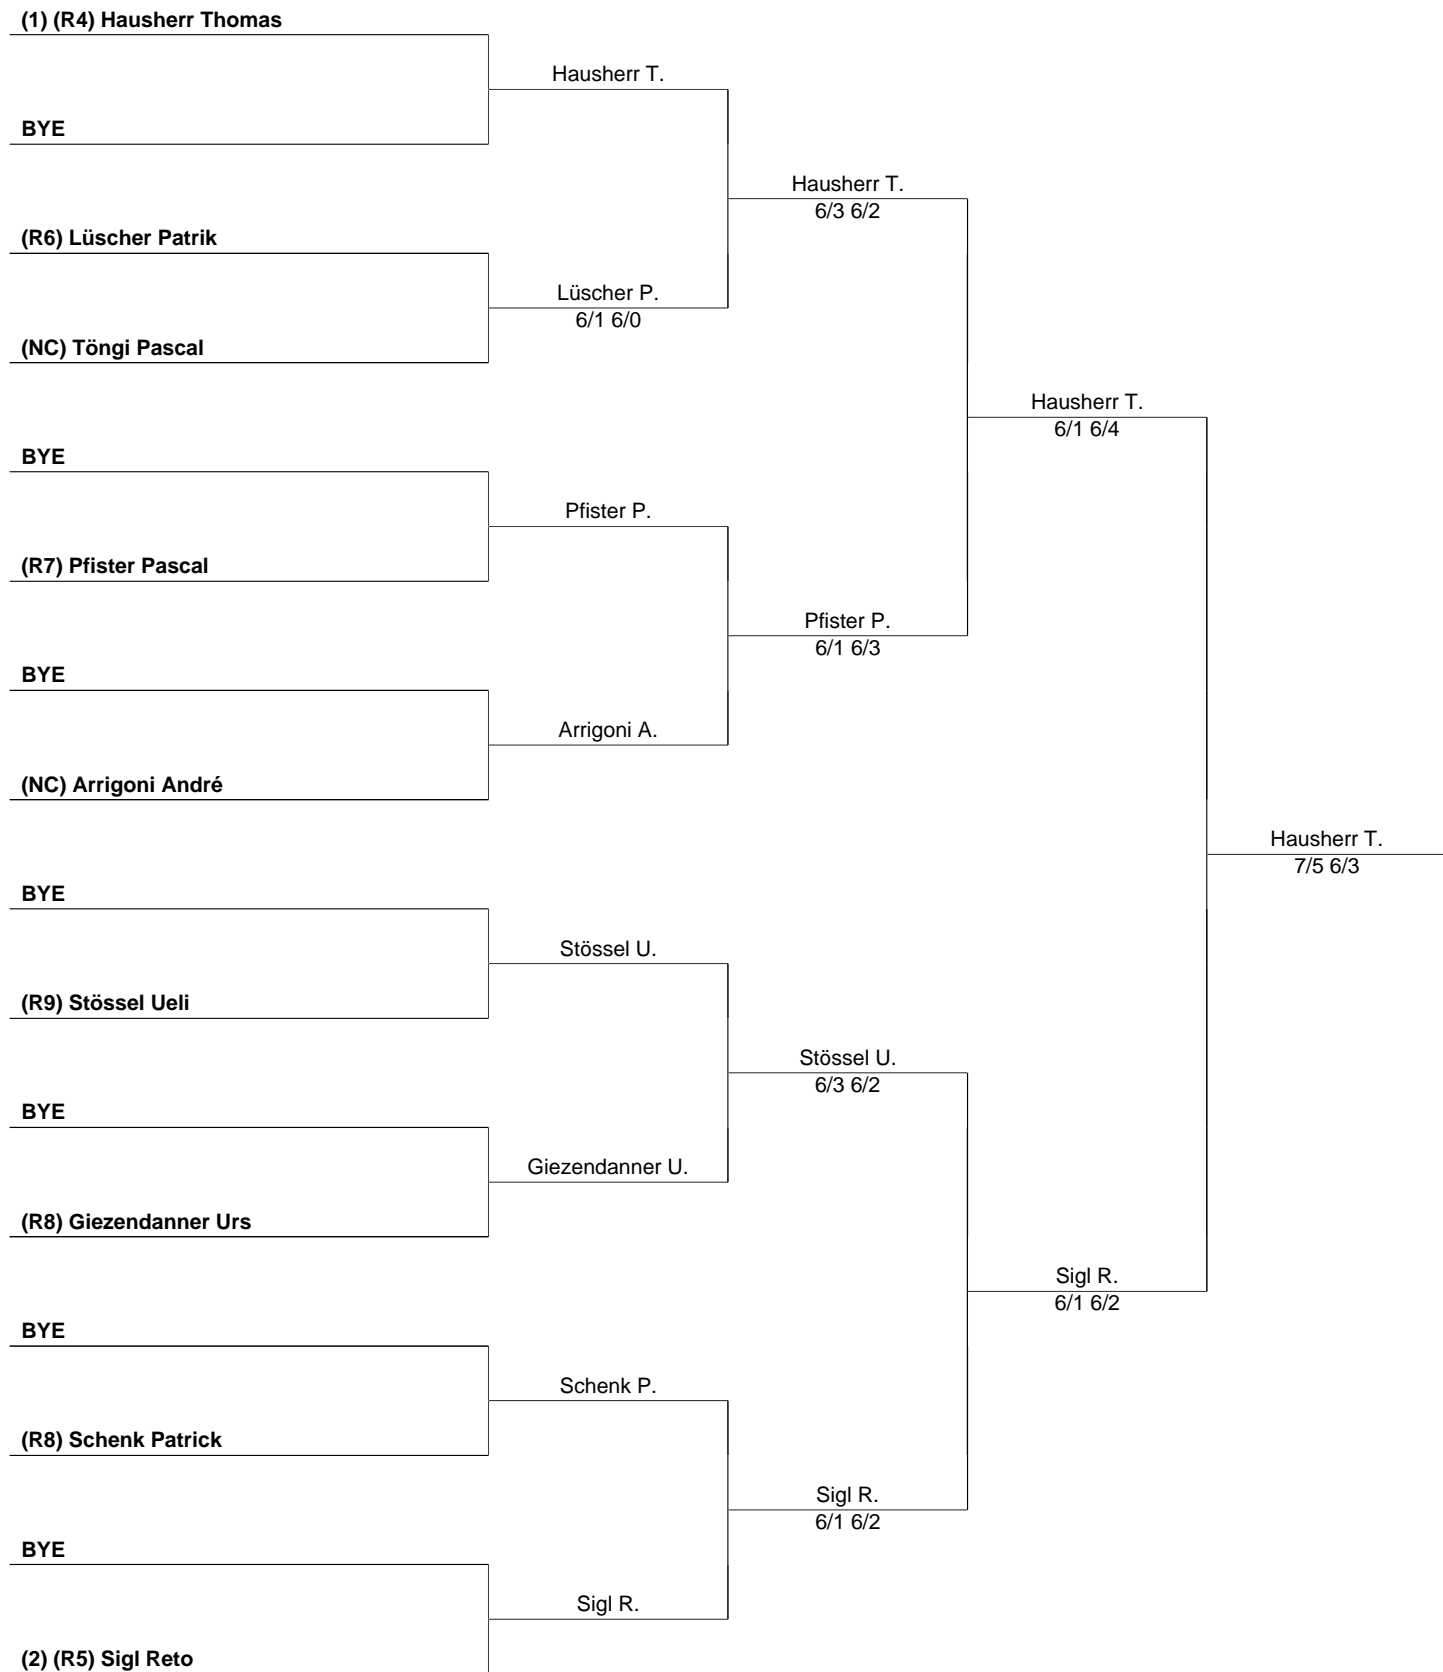 (1) (R4) Hausherr Thomas
Hausherr T.
BYE
Hausherr T.
6/3 6/2
(R6) Lüscher Patrik
Lüscher P.
6/1 6/0
(NC) Töngi Pascal
Hausherr T.
6/1 6/4
BYE
Pfister P.
(R7) Pfister Pascal
Pfister P.
6/1 6/3
BYE
Arrigoni A.
(NC) Arrigoni André
Hausherr T.
7/5 6/3
BYE
Stössel U.
(R9) Stössel Ueli
Stössel U.
6/3 6/2
BYE
Giezendanner U.
(R8) Giezendanner Urs
Sigl R.
6/1 6/2
BYE
Schenk P.
(R8) Schenk Patrick
Sigl R.
6/1 6/2
BYE
Sigl R.
(2) (R5) Sigl Reto